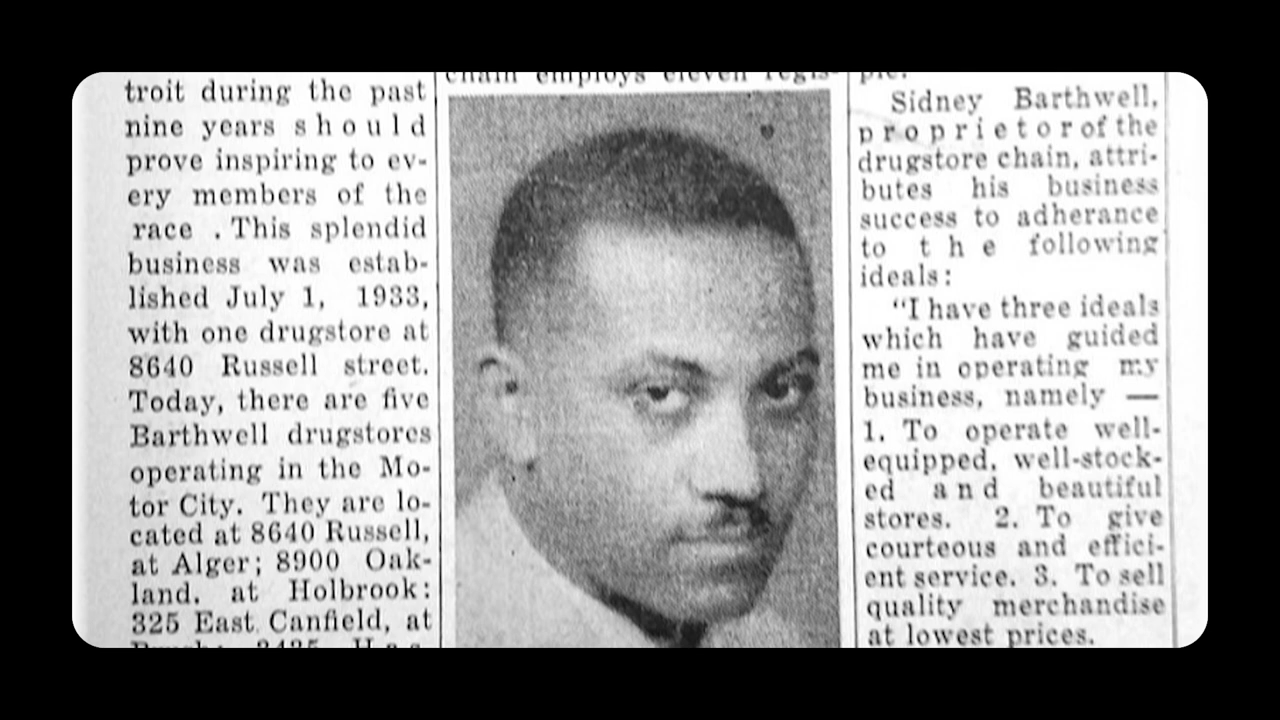 troit during the past
nine years should
prove inspiring to ev-
ery members of the
race . This splendid
business was estab-
lished July 1, 1933,
with one drugstore at
8640 Russell street.
Today, there are five
Barthwell drugstores
operating in the Mo-
tor City. They are lo-
cated at 8640 Russell,
at Alger; 8900 Oak-
land, at Holbrook:
325 East Canfield, at
chain employs eleven regis-
ple.
Sidney Barthwell,
proprietor of the
drugstore chain, attri-
butes his business
success to adherance
to the following
ideals:
"I have three ideals
which have guided
me in operating my
business, namely —
1. To operate well-
equipped, well-stock-
ed and beautiful
stores. 2. To give
courteous and effici-
ent service. 3. To sell
quality merchandise
at lowest prices.